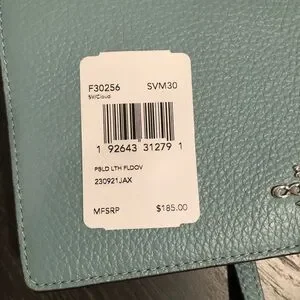 F30256 SVM30
SV/Cloud
1 92643 31279 1
PBLD LTH FLDOV
230921JAX
MFSRP $185.00